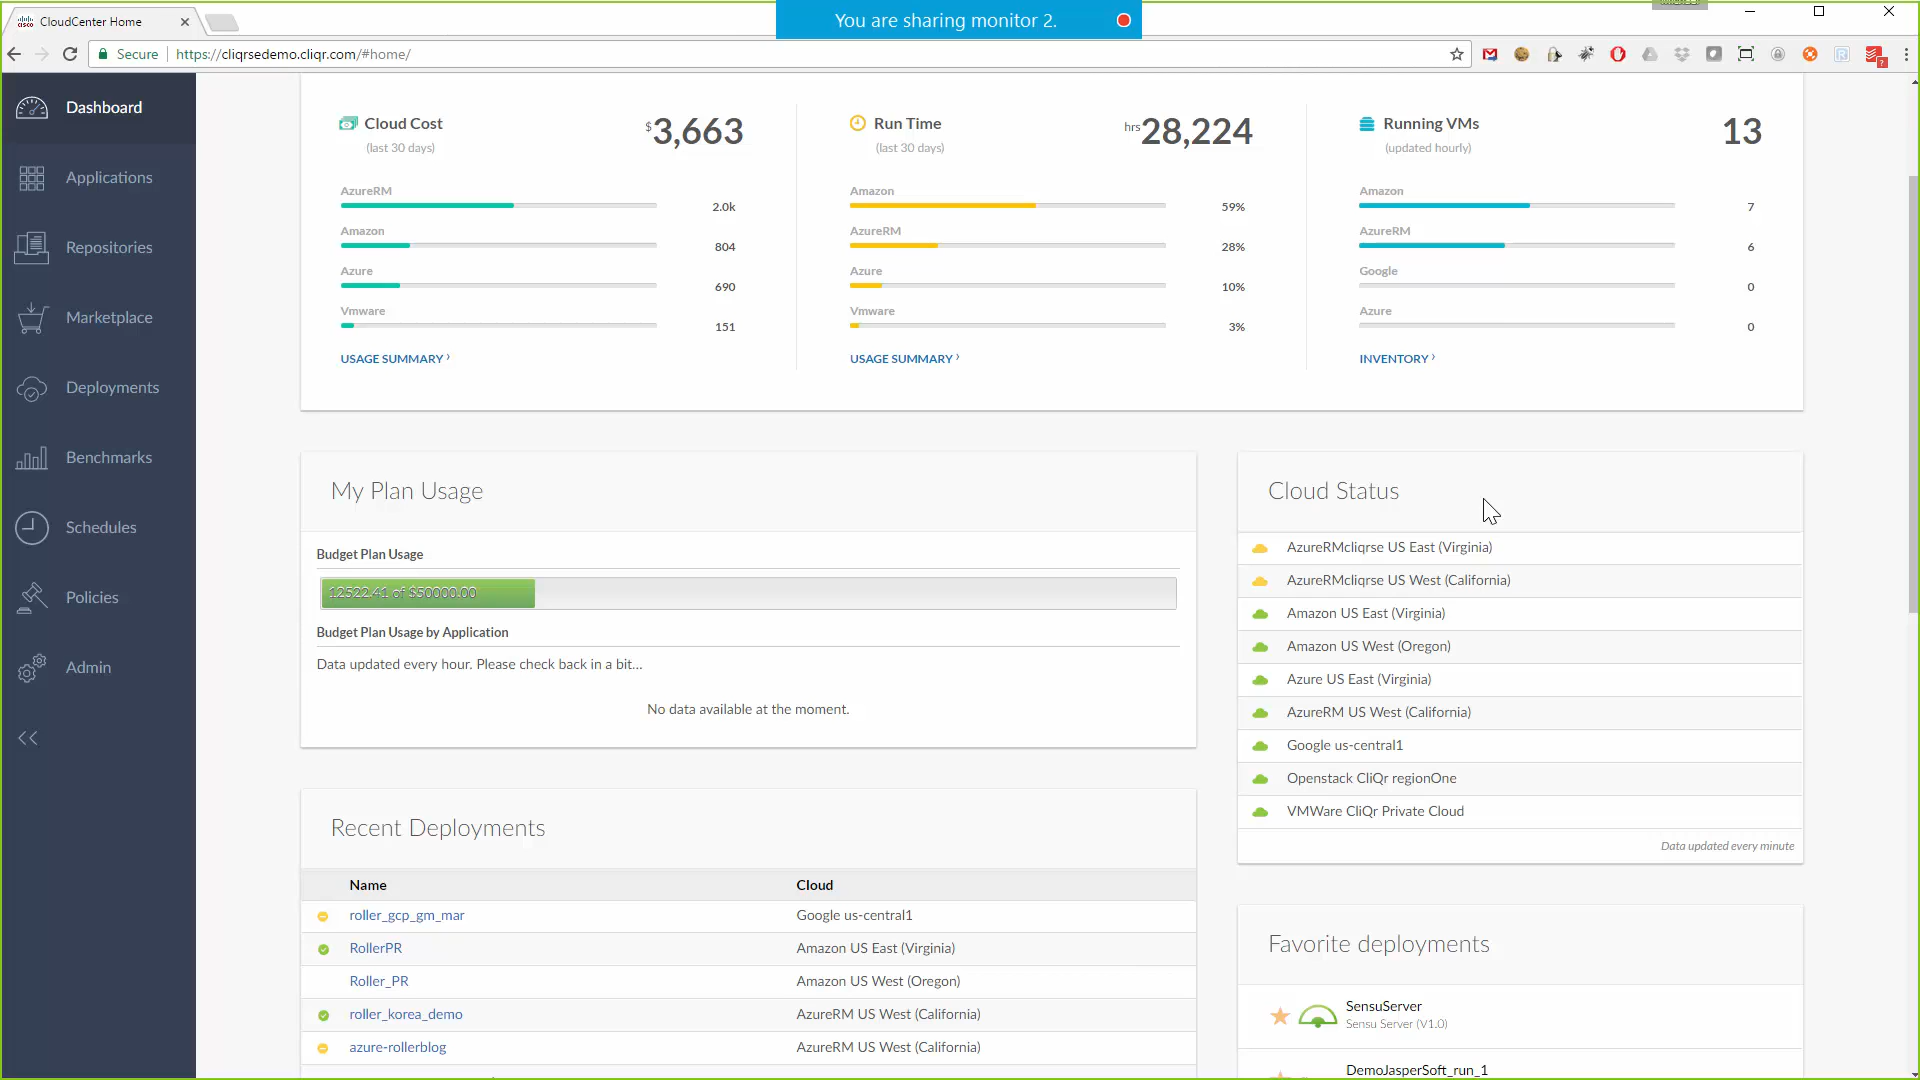 CloudCenter Home
You are sharing monitor 2.
Secure
https://cliqrsedemo.cliqr.com/#home/
Dashboard
Applications
Repositories
Marketplace
Deployments
Benchmarks
Schedules
Policies
Admin
Cloud Cost
(last 30 days)
$3,663
AzureRM
2.0k
Amazon
804
Azure
690
Vmware
151
USAGE SUMMARY ›
Run Time
(last 30 days)
hrs28,224
Amazon
59%
AzureRM
28%
Azure
10%
Vmware
3%
USAGE SUMMARY ›
Running VMs
(updated hourly)
13
Amazon
7
AzureRM
6
Google
0
Azure
0
INVENTORY ›
My Plan Usage
Budget Plan Usage
12522.41 of $50000.00
Budget Plan Usage by Application
Data updated every hour. Please check back in a bit...
No data available at the moment.
Cloud Status
AzureRMcliqrse US East (Virginia)
AzureRMcliqrse US West (California)
Amazon US East (Virginia)
Amazon US West (Oregon)
Azure US East (Virginia)
AzureRM US West (California)
Google us-central1
Openstack CliQr regionOne
VMWare CliQr Private Cloud
Data updated every minute
Recent Deployments
Name Cloud
roller_gcp_gm_mar Google us-central1
RollerPR Amazon US East (Virginia)
Roller_PR Amazon US West (Oregon)
roller_korea_demo AzureRM US West (California)
azure-rollerblog AzureRM US West (California)
Favorite deployments
SensuServer
Sensu Server (V1.0)
DemoJasperSoft_run_1